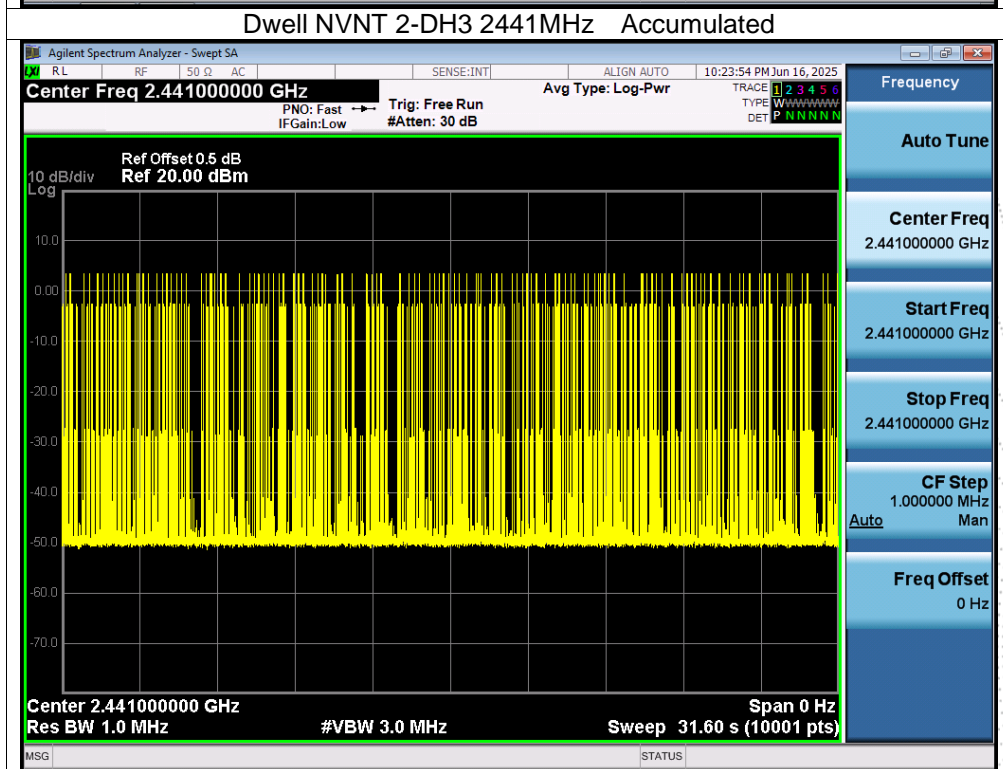 Dwell NVNT 2-DH3 2441MHz Accumulated
Agilent Spectrum Analyzer - Swept SA
LXI RL RF 50 Ω AC SENSE:INT ALIGN AUTO 10:23:54 PM Jun 16, 2025
Center Freq 2.441000000 GHz
PNO: Fast
IFGain:Low
Trig: Free Run
#Atten: 30 dB
Avg Type: Log-Pwr
TRACE 1 2 3 4 5 6
TYPE WWWWWWW
DET P N N N N N
Ref Offset 0.5 dB
10 dB/div Ref 20.00 dBm
Log
10.0
0.00
-10.0
-20.0
-30.0
-40.0
-50.0
-60.0
-70.0
Center 2.441000000 GHz Span 0 Hz
Res BW 1.0 MHz #VBW 3.0 MHz Sweep 31.60 s (10001 pts)
MSG STATUS
Frequency
Auto Tune
Center Freq
2.441000000 GHz
Start Freq
2.441000000 GHz
Stop Freq
2.441000000 GHz
CF Step
1.000000 MHz
Auto Man
Freq Offset
0 Hz